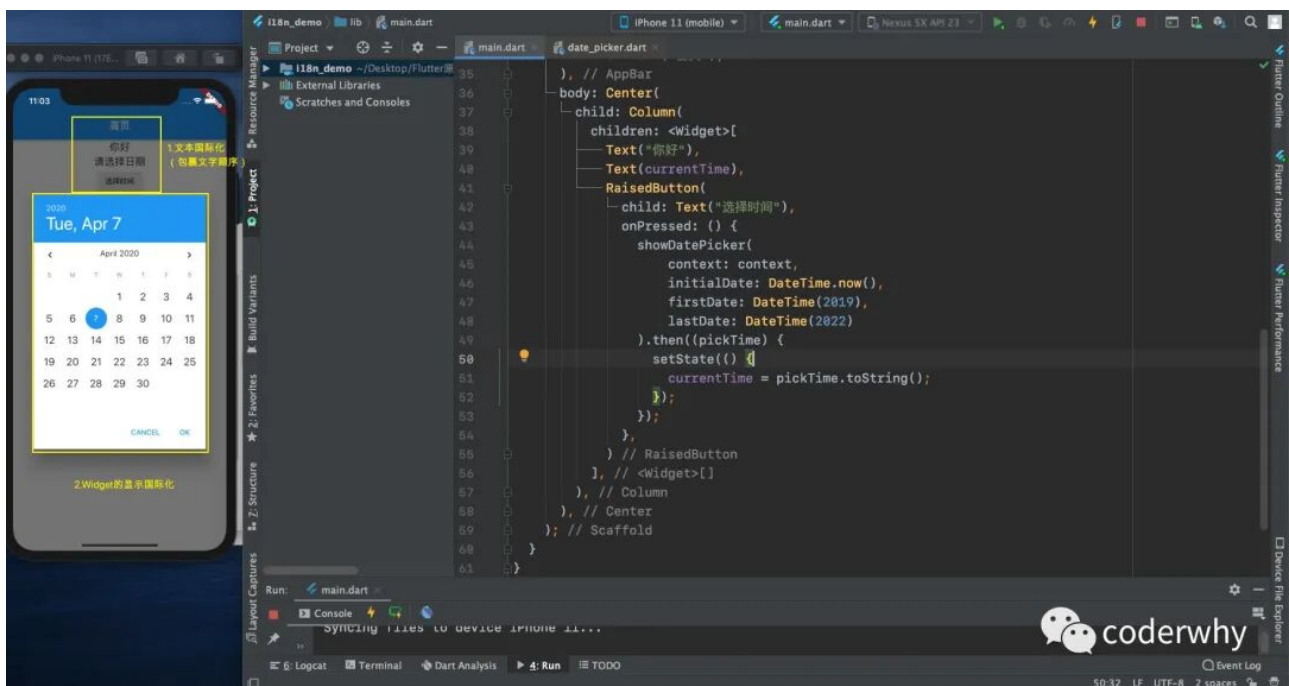 i18n_demo lib main.dart
iPhone 11 (mobile)
main.dart
Nexus 5X API 23
Project
main.dart
date_picker.dart
i18n_demo ~/Desktop/Flutter
External Libraries
Scratches and Consoles
Resource Manager
1: Project
Build Variants
2: Favorites
Z: Structure
Layout Captures
11:03
首页
你好
请选择日期
选择时间
1.文本国际化
（包裹文字顺序）
2020
Tue, Apr 7
April 2020
S M T W T F S
1 2 3 4
5 6 7 8 9 10 11
12 13 14 15 16 17 18
19 20 21 22 23 24 25
26 27 28 29 30
CANCEL OK
2.Widget的显示国际化
35 ), // AppBar
36 body: Center(
37 child: Column(
38 children: <Widget>[
39 Text("你好"),
40 Text(currentTime),
41 RaisedButton(
42 child: Text("选择时间"),
43 onPressed: () {
44 showDatePicker(
45 context: context,
46 initialDate: DateTime.now(),
47 firstDate: DateTime(2019),
48 lastDate: DateTime(2022)
49 ).then((pickTime) {
50 setState(() {
51 currentTime = pickTime.toString();
52 });
53 });
54 },
55 ) // RaisedButton
56 ], // <Widget>[]
57 ), // Column
58 ), // Center
59 ); // Scaffold
60 }
61 }
Flutter Outline
Flutter Inspector
Flutter Performance
Device File Explorer
Run: main.dart
Console
Syncing files to device iPhone 11...
coderwhy
6: Logcat Terminal Dart Analysis 4: Run TODO
Event Log
50:32 LF UTF-8 2 spaces